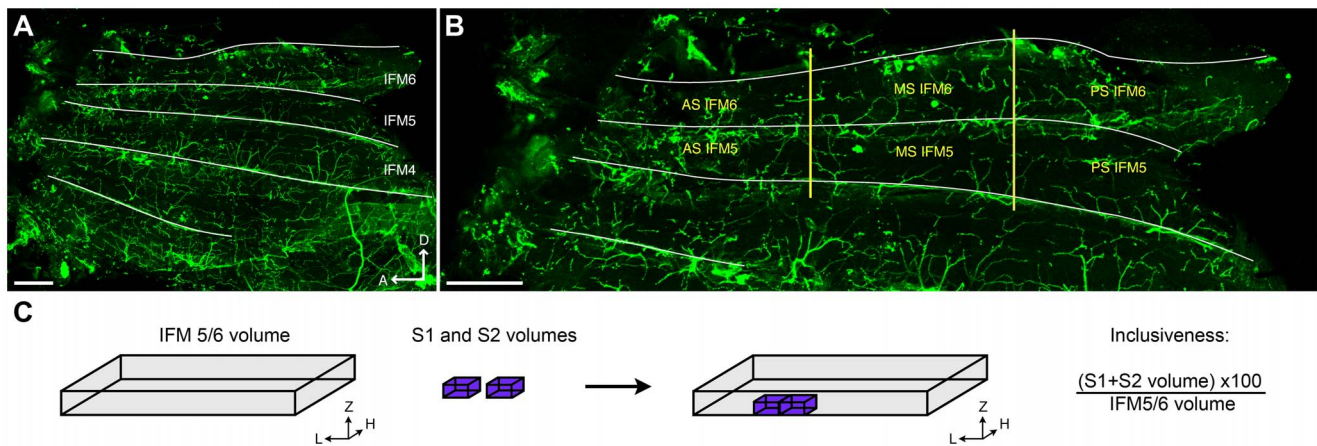 A
IFM6
IFM5
IFM4
D
A
B
AS IFM6
MS IFM6
PS IFM6
AS IFM5
MS IFM5
PS IFM5
C
IFM 5/6 volume
S1 and S2 volumes
Inclusiveness:
(S1+S2 volume) x100
IFM5/6 volume
Z
H
L
Z
H
L